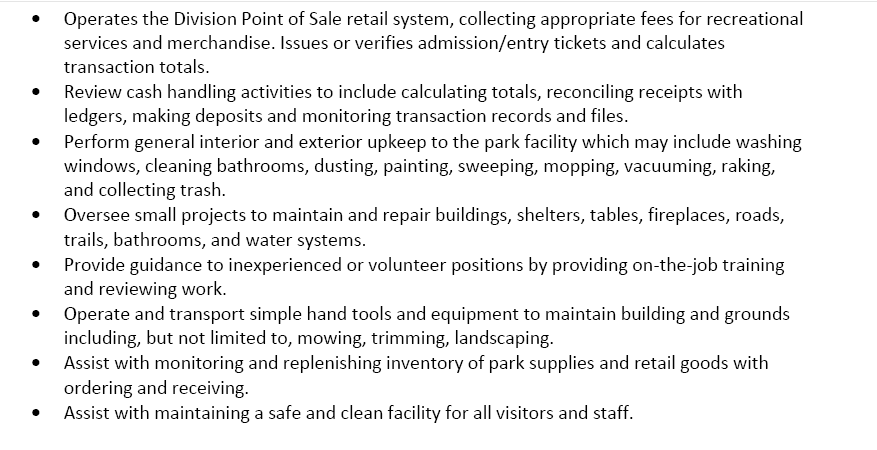 • Operates the Division Point of Sale retail system, collecting appropriate fees for recreational
services and merchandise. Issues or verifies admission/entry tickets and calculates
transaction totals.
• Review cash handling activities to include calculating totals, reconciling receipts with
ledgers, making deposits and monitoring transaction records and files.
• Perform general interior and exterior upkeep to the park facility which may include washing
windows, cleaning bathrooms, dusting, painting, sweeping, mopping, vacuuming, raking,
and collecting trash.
• Oversee small projects to maintain and repair buildings, shelters, tables, fireplaces, roads,
trails, bathrooms, and water systems.
• Provide guidance to inexperienced or volunteer positions by providing on-the-job training
and reviewing work.
• Operate and transport simple hand tools and equipment to maintain building and grounds
including, but not limited to, mowing, trimming, landscaping.
• Assist with monitoring and replenishing inventory of park supplies and retail goods with
ordering and receiving.
• Assist with maintaining a safe and clean facility for all visitors and staff.